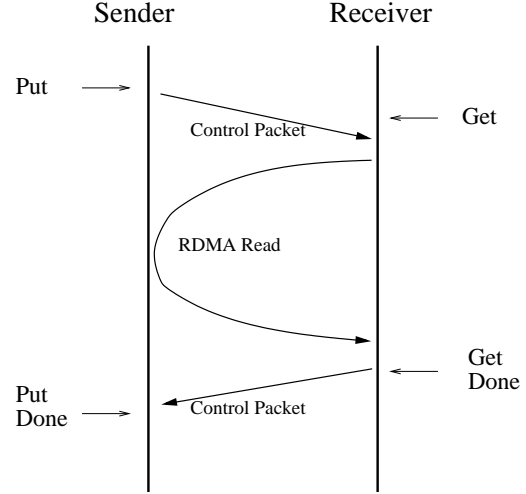 Sender
Receiver
Put
Get
Control Packet
RDMA Read
Get
Done
Put
Done
Control Packet